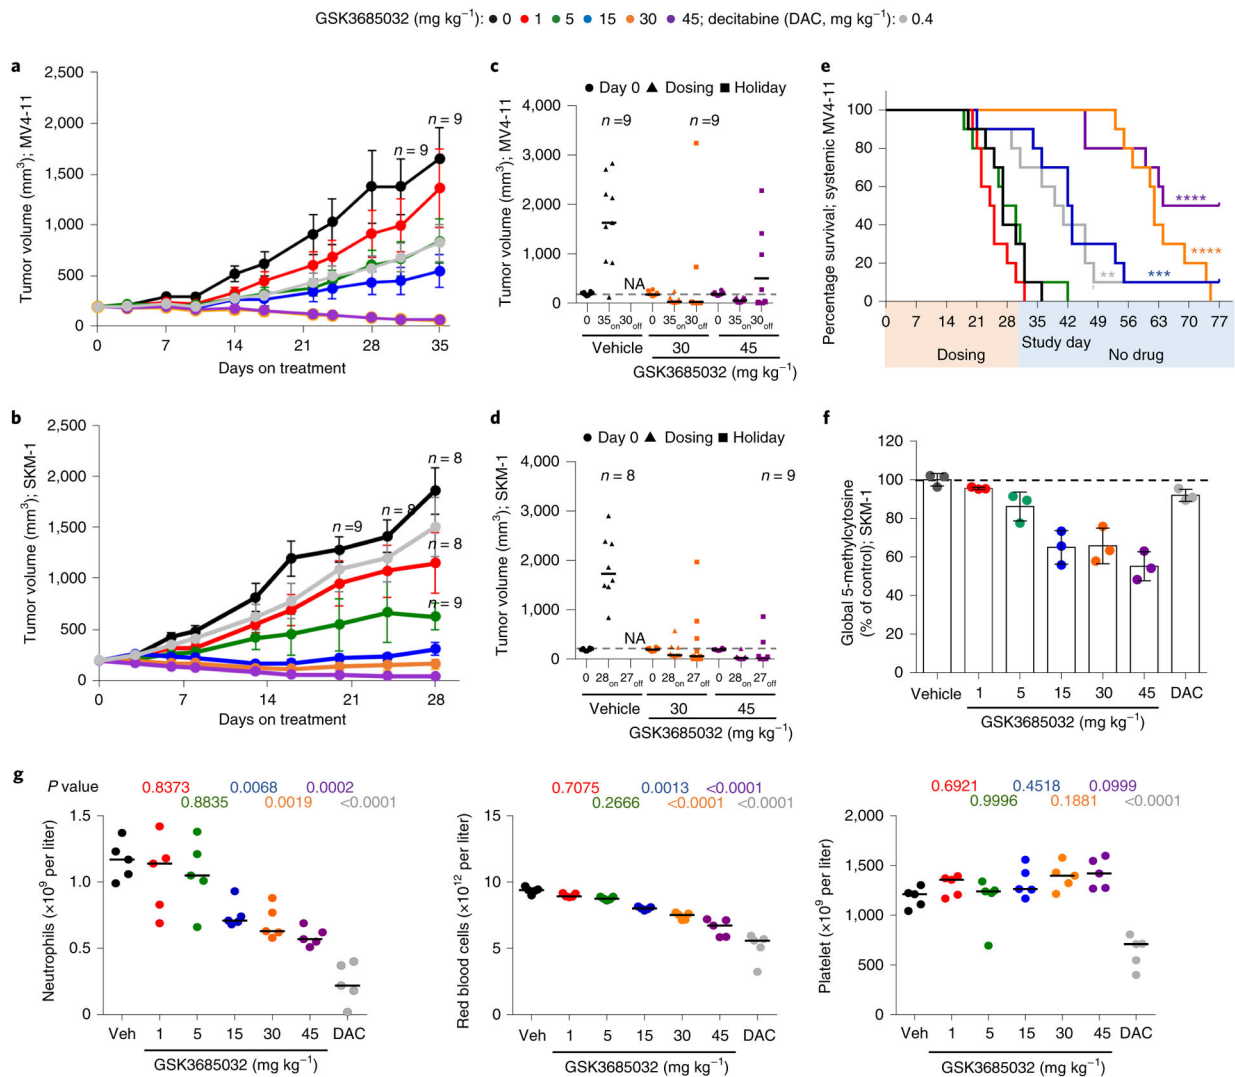 GSK3685032 (mg kg⁻¹): 0 1 5 15 30 45; decitabine (DAC, mg kg⁻¹): 0.4
a
Tumor volume (mm³); MV4-11
2,500
2,000
1,500
1,000
500
0
n = 9
n = 9
0 7 14 21 28 35
Days on treatment
c
Tumor volume (mm³); MV4-11
Day 0 Dosing Holiday
4,000
3,000
2,000
1,000
0
n =9
n =9
NA
0 35on 30off 0 35on 30off 0 35on 30off
Vehicle 30 45
GSK3685032 (mg kg⁻¹)
e
Percentage survival; systemic MV4-11
100
80
60
40
20
0
****
****
***
**
0 7 14 21 28 35 42 49 56 63 70 77
Study day
Dosing No drug
b
Tumor volume (mm³); SKM-1
2,500
2,000
1,500
1,000
500
0
n = 8
n = 8
n =9
n = 8
n = 9
0 7 14 21 28
Days on treatment
d
Tumor volume (mm³); SKM-1
Day 0 Dosing Holiday
4,000
3,000
2,000
1,000
0
n = 8
n = 9
NA
0 28on 27off 0 28on 27off 0 28on 27off
Vehicle 30 45
GSK3685032 (mg kg⁻¹)
f
Global 5-methylcytosine
(% of control); SKM-1
120
100
80
60
40
20
0
Vehicle 1 5 15 30 45 DAC
GSK3685032 (mg kg⁻¹)
g
P value
0.8373 0.0068 0.0002
0.8835 0.0019 <0.0001
Neutrophils (×10⁹ per liter)
1.5
1.0
0.5
0
Veh 1 5 15 30 45 DAC
GSK3685032 (mg kg⁻¹)
0.7075 0.0013 <0.0001
0.2666 <0.0001 <0.0001
Red blood cells (×10¹² per liter)
15
10
5
0
Veh 1 5 15 30 45 DAC
GSK3685032 (mg kg⁻¹)
0.6921 0.4518 0.0999
0.9996 0.1881 <0.0001
Platelet (×10⁹ per liter)
2,000
1,500
1,000
500
0
Veh 1 5 15 30 45 DAC
GSK3685032 (mg kg⁻¹)